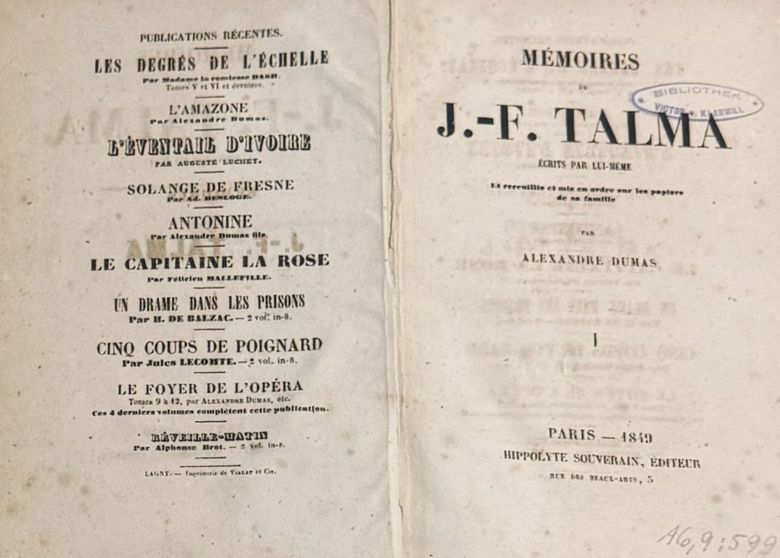 PUBLICATIONS RÉCENTES.
LES DEGRÉS DE L'ÉCHELLE
Par Madame la comtesse DASH.
Tomes V et VI et derniers.
L'AMAZONE
Par Alexandre Dumas.
L'ÉVENTAIL D'IVOIRE
PAR AUGUSTE LUCHET.
SOLANGE DE FRESNE
Par Ad. DESLOGE.
ANTONINE
Par Alexandre Dumas fils.
LE CAPITAINE LA ROSE
Par Félicien MALLEFILLE.
UN DRAME DANS LES PRISONS
Par H. DE BALZAC. — 2 vol. in-8.
CINQ COUPS DE POIGNARD
Par Jules LECOMTE. — 2 vol. in-8.
LE FOYER DE L'OPÉRA
Tomes 9 à 12, par ALEXANDRE DUMAS, etc.
Ces 4 derniers volumes complètent cette publication.
RÉVEILLE-MATIN
Par Alphonse Brot. — 2 vol. in-8.
LAGNY. — Imprimerie de VIALAT et Cie.
MÉMOIRES
DE
J.-F. TALMA
BIBLIOTHEK
VICTOR v. KLARWILL
ÉCRITS PAR LUI-MÊME
Et recueillis et mis en ordre sur les papiers
de sa famille
PAR
ALEXANDRE DUMAS
I
PARIS — 1849
HIPPOLYTE SOUVERAIN, ÉDITEUR
RUE DES BEAUX-ARTS, 5
A6,9:599